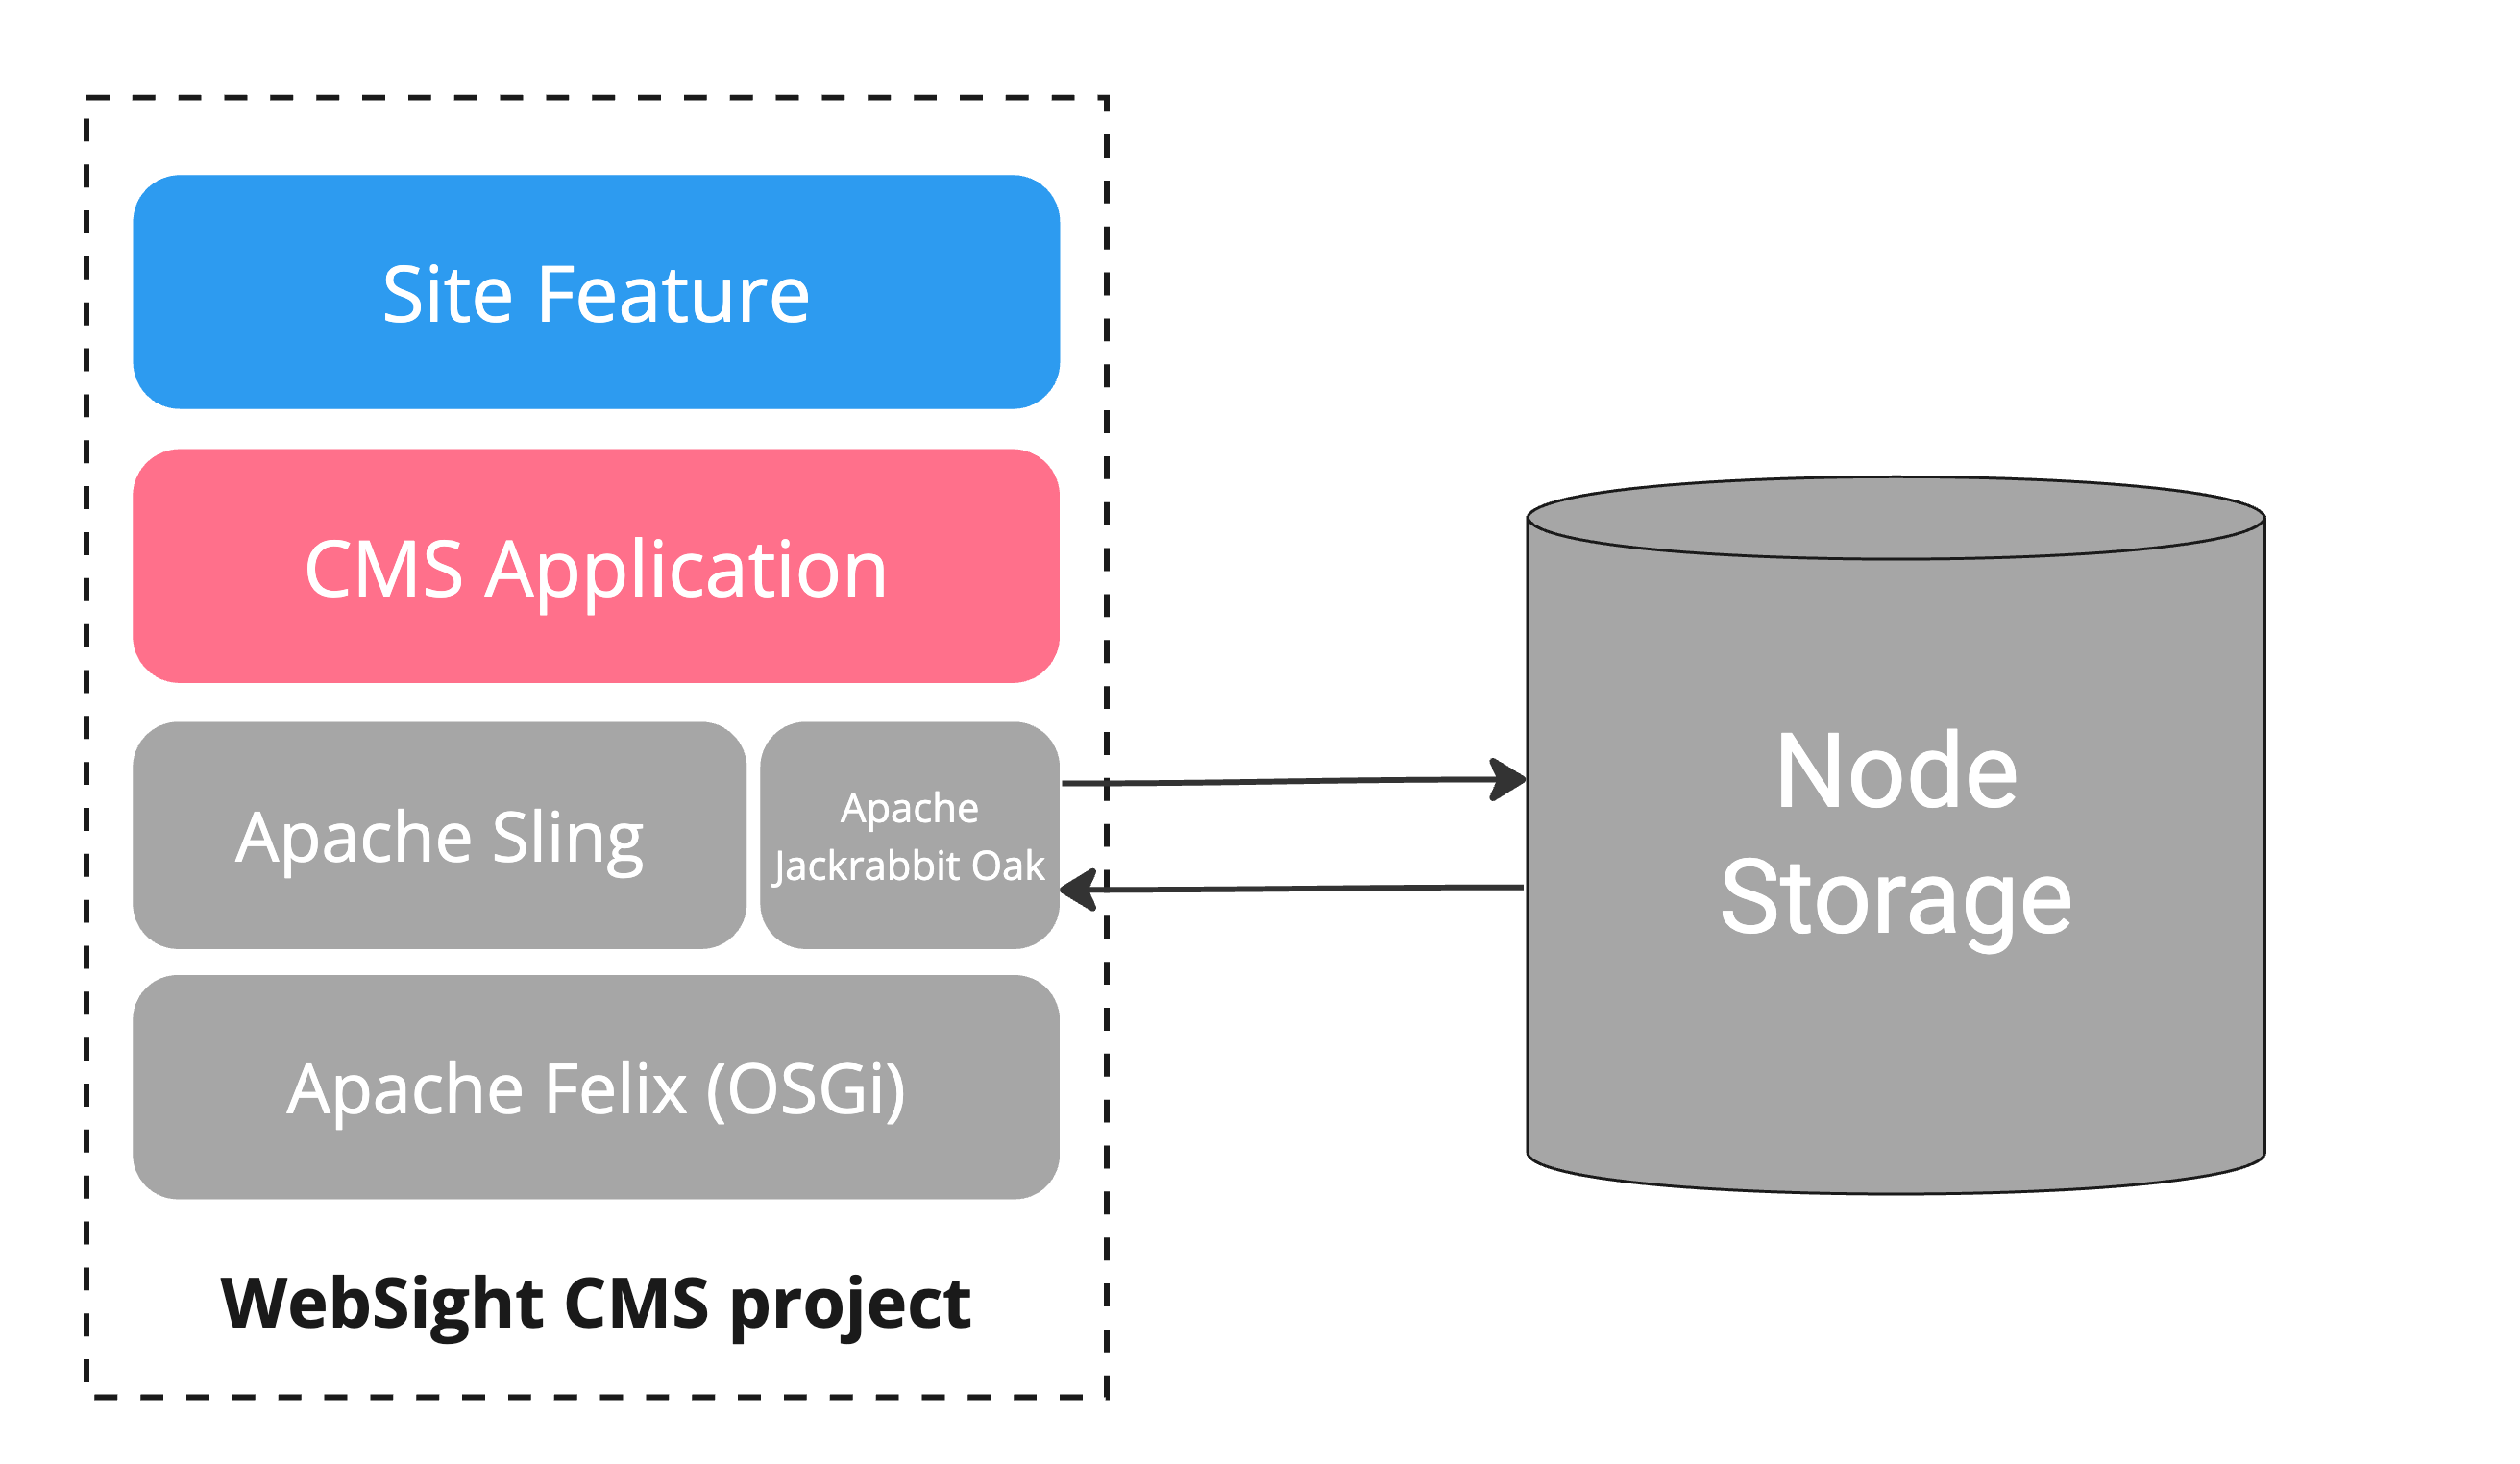 Site Feature
CMS Application
Apache Sling
Apache
Jackrabbit Oak
Apache Felix (OSGi)
WebSight CMS project
Node
Storage